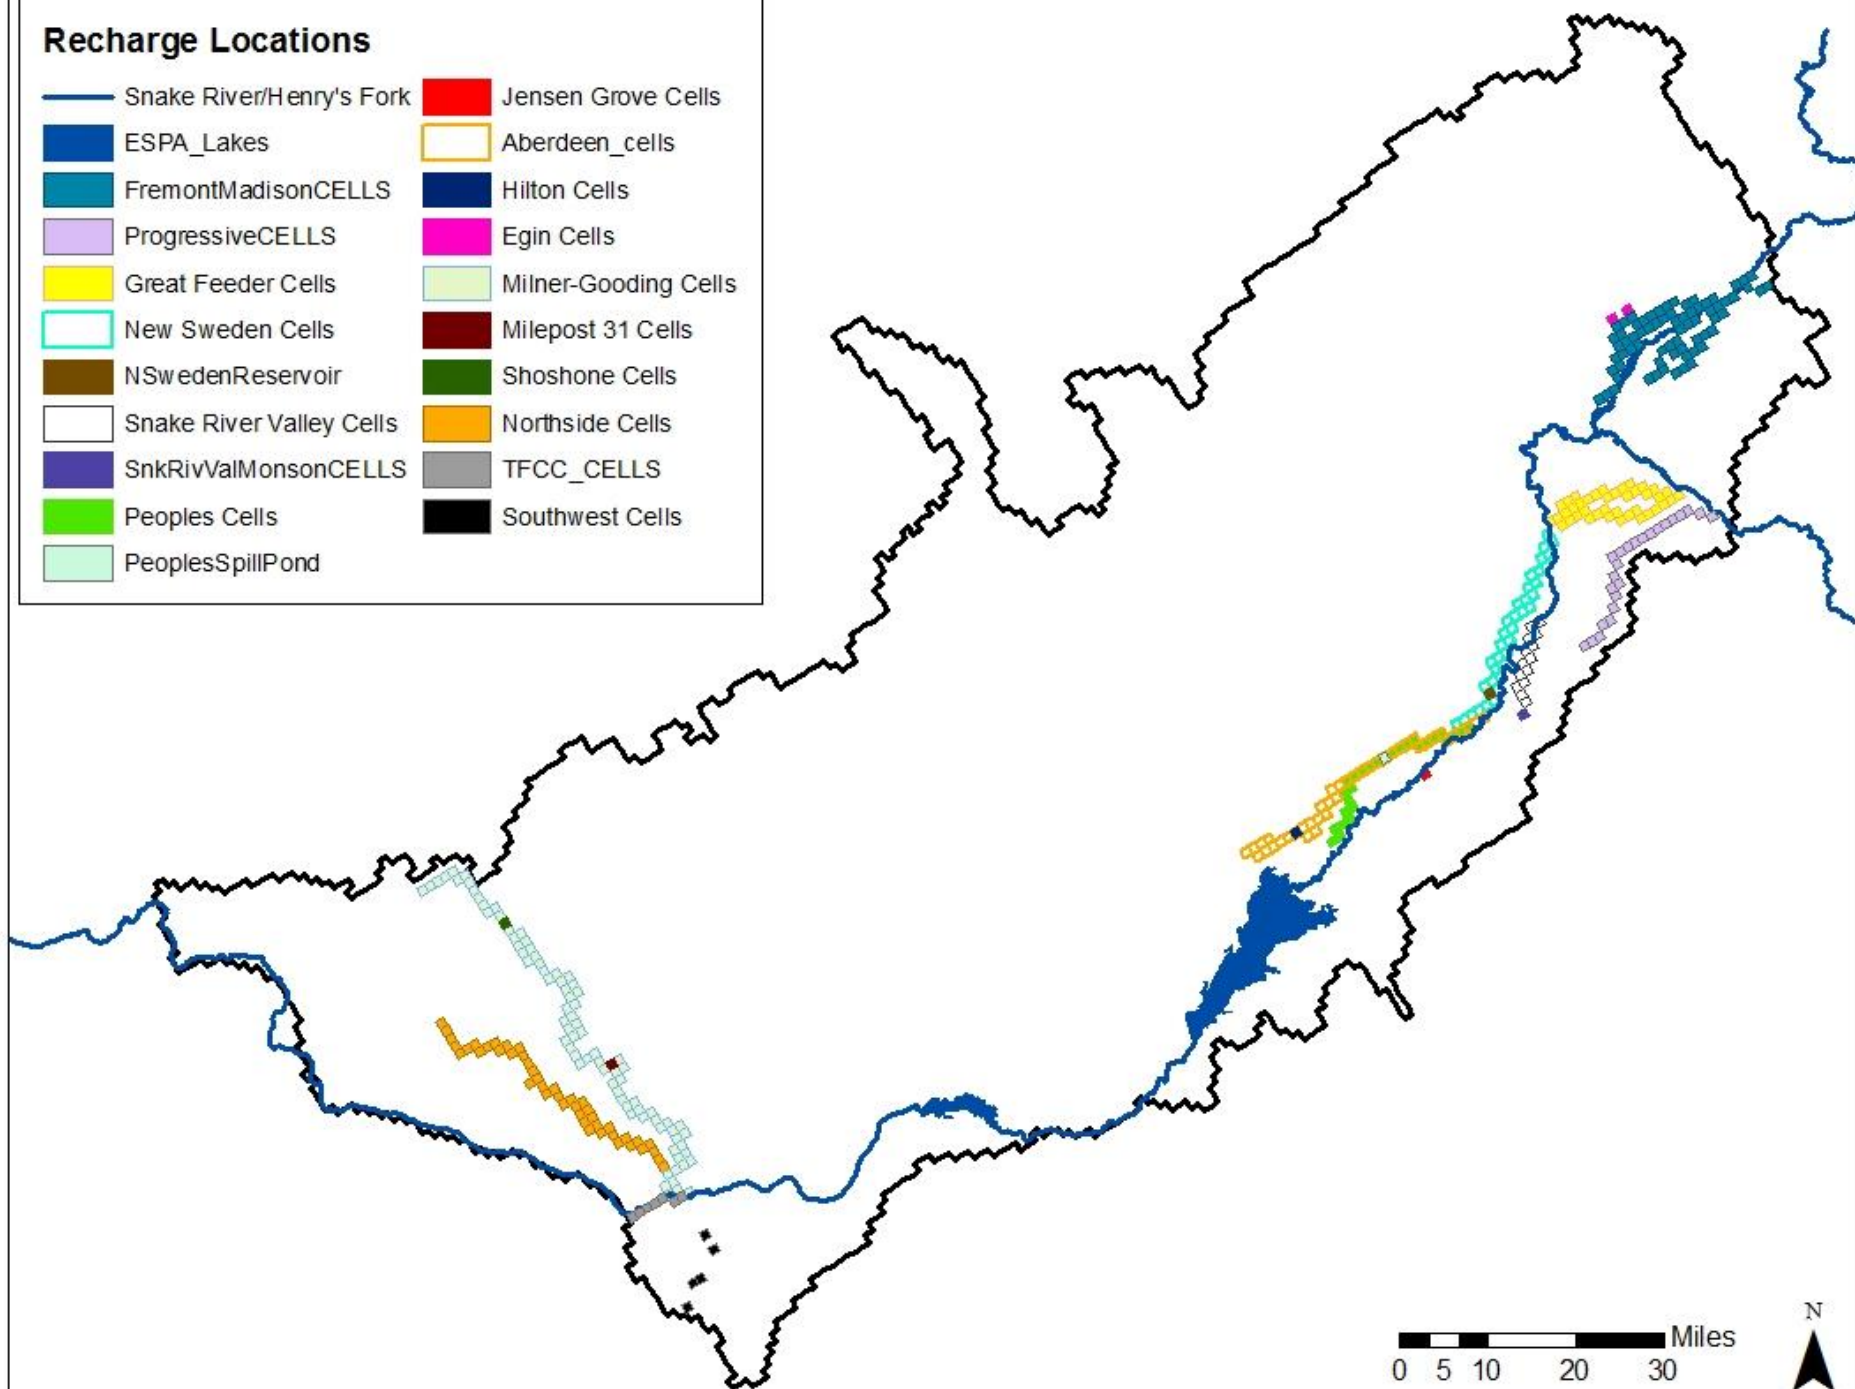 Recharge Locations
Snake River/Henry's Fork
ESPA_Lakes
FremontMadisonCELLS
ProgressiveCELLS
Great Feeder Cells
New Sweden Cells
NSwedenReservoir
Snake River Valley Cells
SnkRivValMonsonCELLS
Peoples Cells
PeoplesSpillPond
Jensen Grove Cells
Aberdeen_cells
Hilton Cells
Egin Cells
Milner-Gooding Cells
Milepost 31 Cells
Shoshone Cells
Northside Cells
TFCC_CELLS
Southwest Cells
N
Miles
0 5 10 20 30